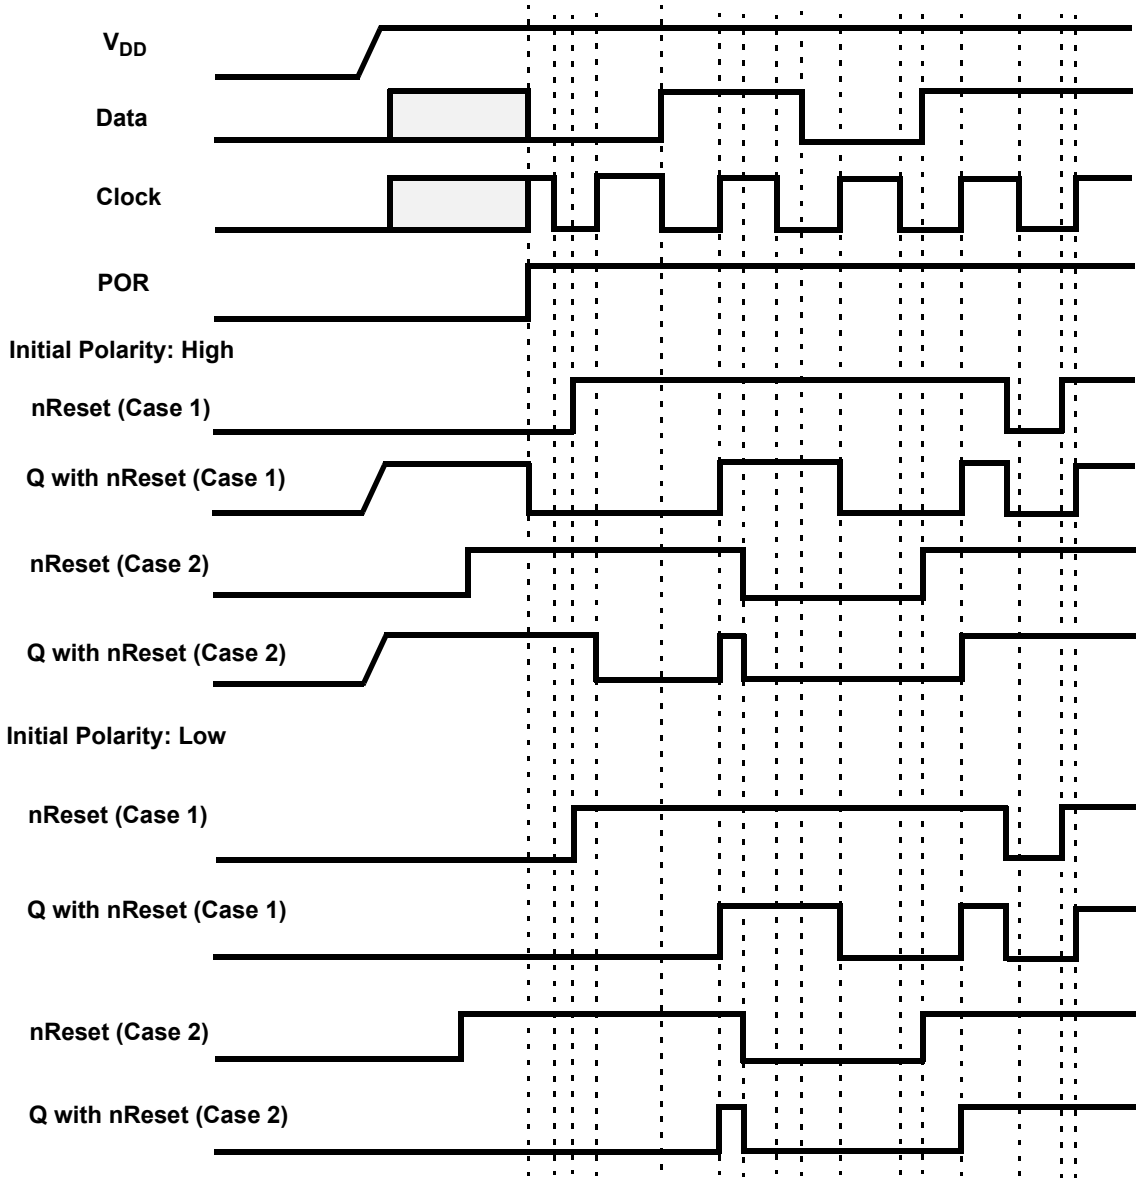 VDD
Data
Clock
POR
Initial Polarity: High
nReset (Case 1)
Q with nReset (Case 1)
nReset (Case 2)
Q with nReset (Case 2)
Initial Polarity: Low
nReset (Case 1)
Q with nReset (Case 1)
nReset (Case 2)
Q with nReset (Case 2)